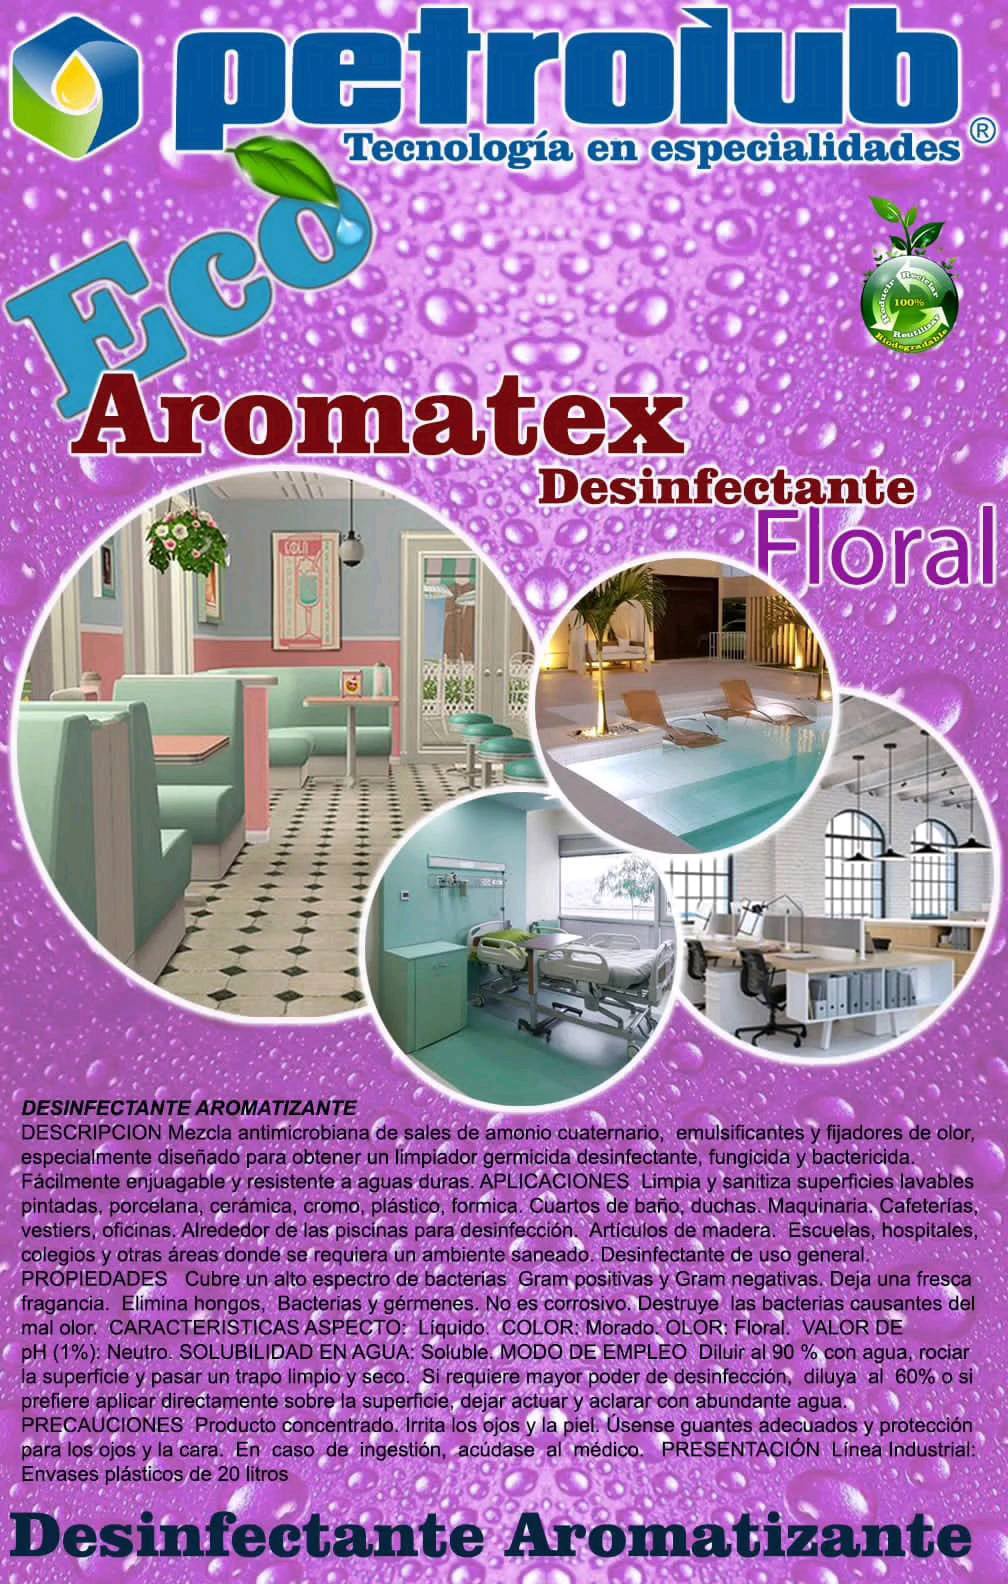 petrolub
Tecnología en especialidades®
Eco
Reducir Reciclar
100%
Reutilizar
Biodegradable
Aromatex
Desinfectante
Floral
DESINFECTANTE AROMATIZANTE
DESCRIPCION Mezcla antimicrobiana de sales de amonio cuaternario, emulsificantes y fijadores de olor,
especialmente diseñado para obtener un limpiador germicida desinfectante, fungicida y bactericida.
Fácilmente enjuagable y resistente a aguas duras. APLICACIONES Limpia y sanitiza superficies lavables
pintadas, porcelana, cerámica, cromo, plástico, formica. Cuartos de baño, duchas. Maquinaria. Cafeterías,
vestiers, oficinas. Alrededor de las piscinas para desinfección. Artículos de madera. Escuelas, hospitales,
colegios y otras áreas donde se requiera un ambiente saneado. Desinfectante de uso general.
PROPIEDADES Cubre un alto espectro de bacterias Gram positivas y Gram negativas. Deja una fresca
fragancia. Elimina hongos, Bacterias y gérmenes. No es corrosivo. Destruye las bacterias causantes del
mal olor. CARACTERISTICAS ASPECTO: Líquido. COLOR: Morado. OLOR: Floral. VALOR DE
pH (1%): Neutro. SOLUBILIDAD EN AGUA: Soluble. MODO DE EMPLEO Diluir al 90 % con agua, rociar
la superficie y pasar un trapo limpio y seco. Si requiere mayor poder de desinfección, diluya al 60% o si
prefiere aplicar directamente sobre la superficie, dejar actuar y aclarar con abundante agua.
PRECAUCIONES Producto concentrado. Irrita los ojos y la piel. Úsense guantes adecuados y protección
para los ojos y la cara. En caso de ingestión, acúdase al médico. PRESENTACIÓN Línea Industrial:
Envases plásticos de 20 litros
Desinfectante Aromatizante